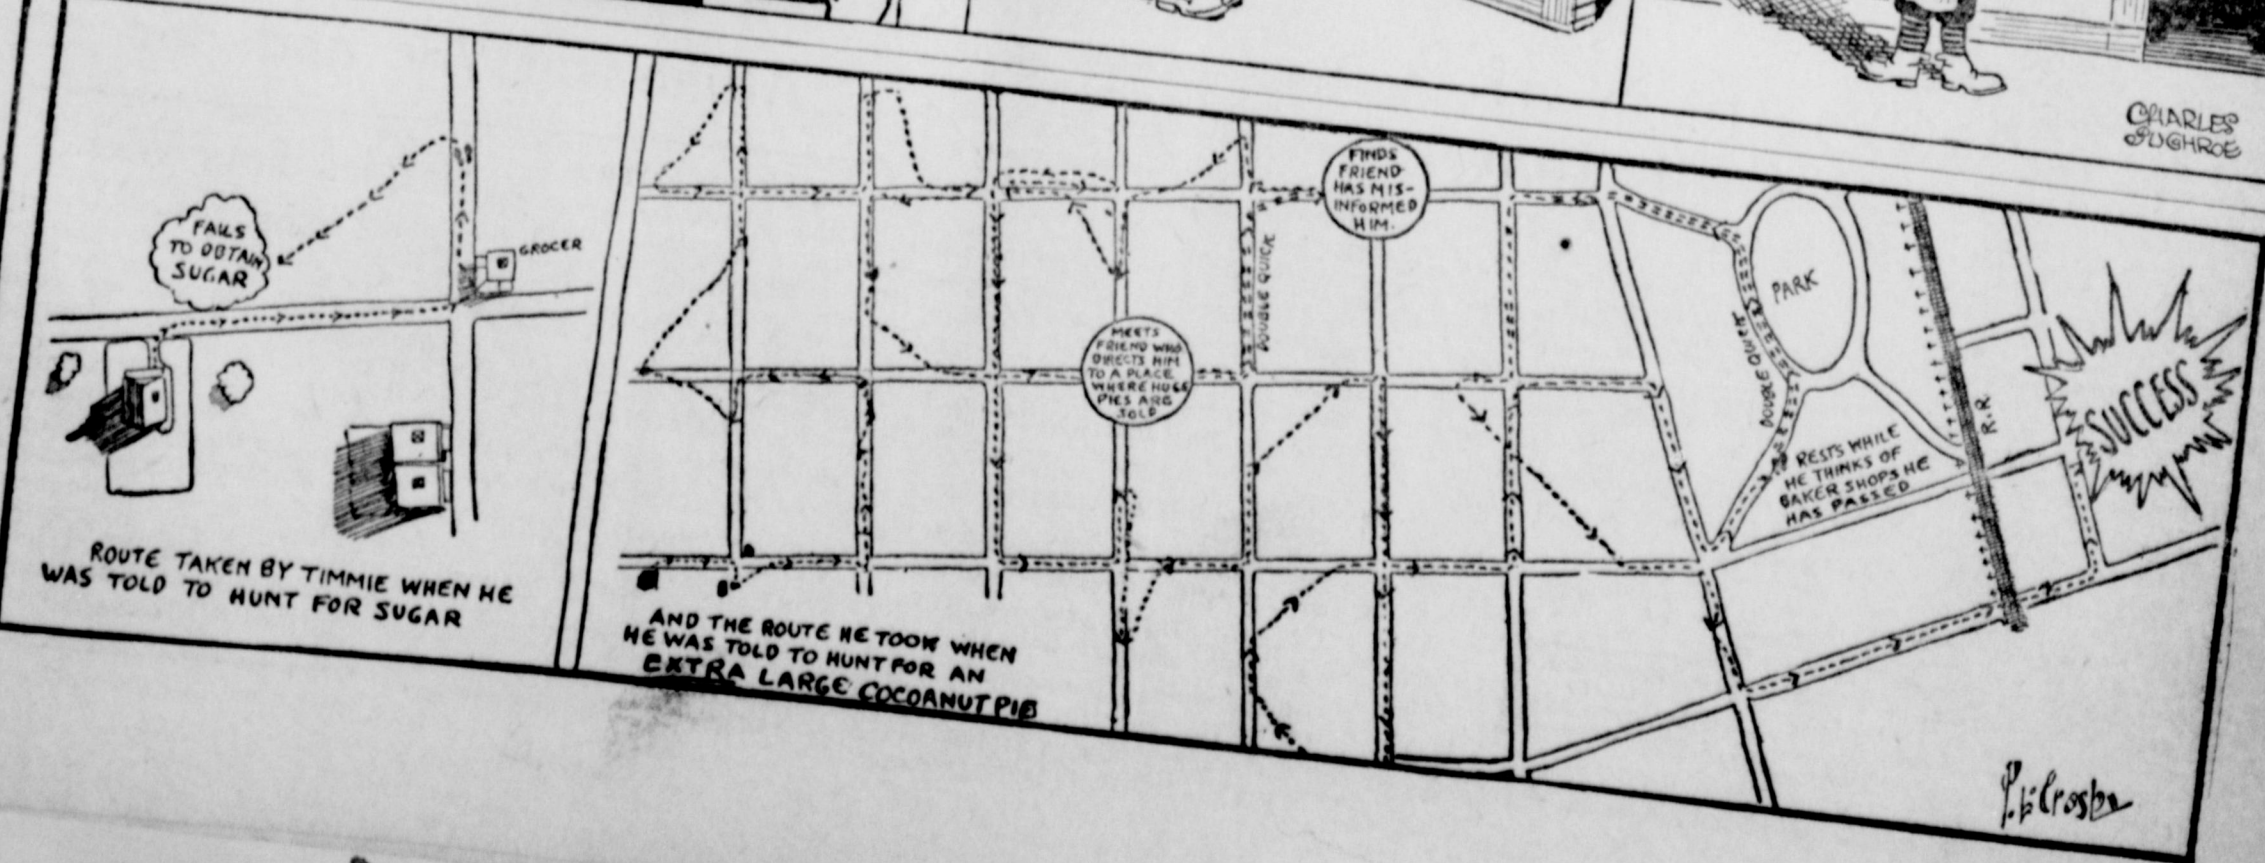 CHARLES
SUGHROE
FAILS
TO OBTAIN
SUGAR
GROCER
ROUTE TAKEN BY TIMMIE WHEN HE
WAS TOLD TO HUNT FOR SUGAR
FINDS
FRIEND
HAS MIS-
INFORMED
HIM.
DOUBLE QUICK
MEETS
FRIEND WHO
DIRECTS HIM
TO A PLACE
WHERE HUGE
PIES ARE
SOLD
PARK
DOUBLE QUICK
R.R
RESTS WHILE
HE THINKS OF
BAKER SHOPS HE
HAS PASSED
SUCCESS
AND THE ROUTE HE TOOK WHEN
HE WAS TOLD TO HUNT FOR AN
EXTRA LARGE COCOANUT PIE
P. L. Crosby